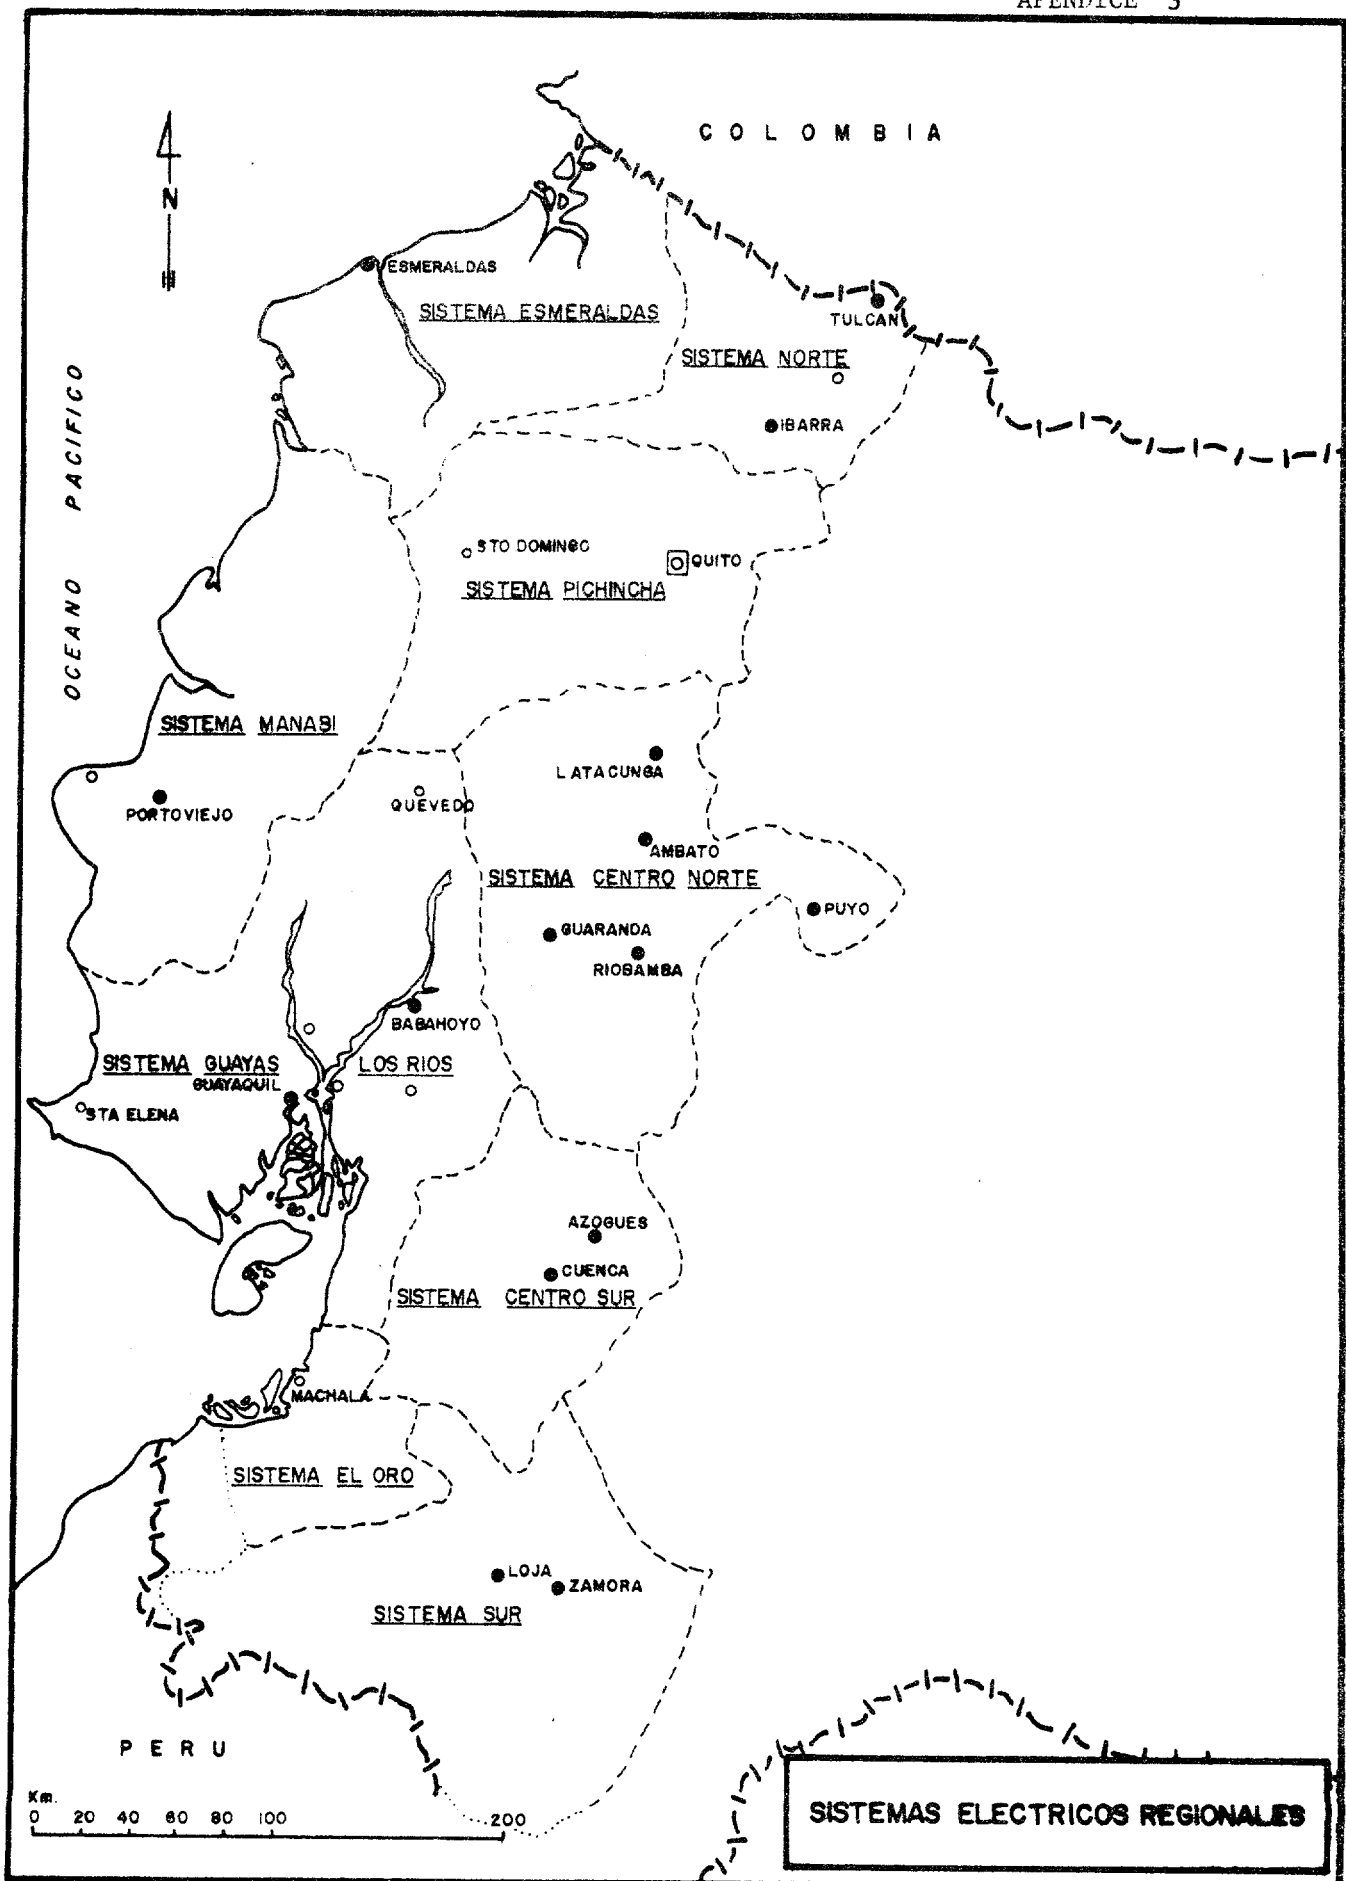 APENDICE 3
COLOMBIA
N
ESMERALDAS
SISTEMA ESMERALDAS
TULCAN
SISTEMA NORTE
IBARRA
OCEANO PACIFICO
STO DOMINGO
QUITO
SISTEMA PICHINCHA
SISTEMA MANABI
LATACUNGA
QUEVEDO
PORTOVIEJO
AMBATO
SISTEMA CENTRO NORTE
PUYO
GUARANDA
RIOBAMBA
BABAHOYO
SISTEMA GUAYAS LOS RIOS
GUAYAQUIL
STA ELENA
AZOGUES
CUENCA
SISTEMA CENTRO SUR
MACHALA
SISTEMA EL ORO
LOJA
ZAMORA
SISTEMA SUR
PERU
Km.
0 20 40 60 80 100 200
SISTEMAS ELECTRICOS REGIONALES